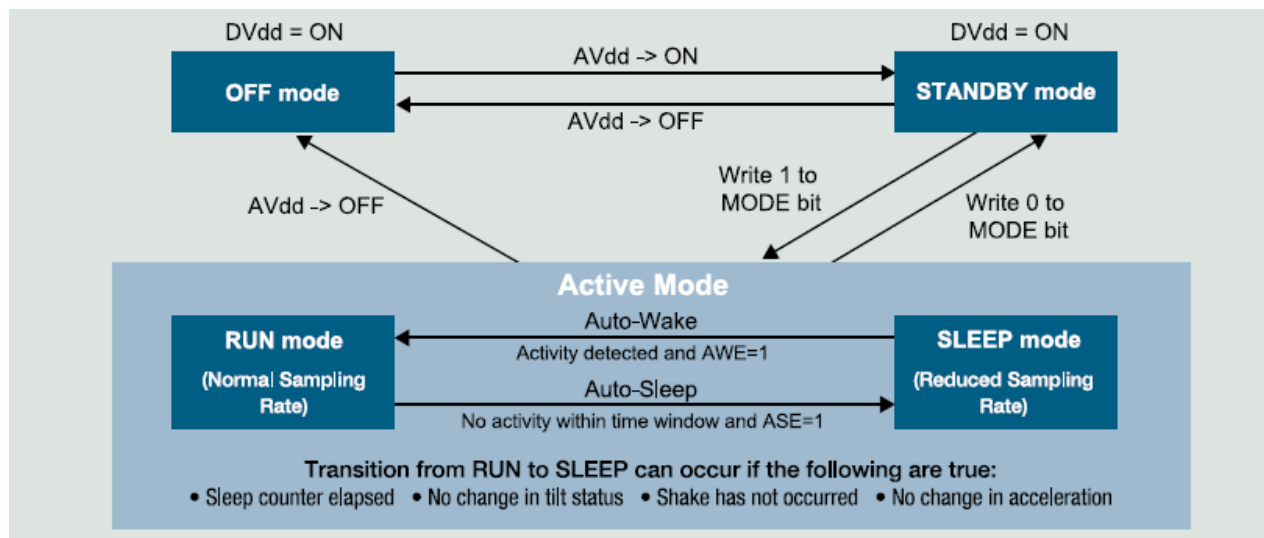 DVdd = ON
DVdd = ON
OFF mode
AVdd -> ON
STANDBY mode
AVdd -> OFF
AVdd -> OFF
Write 1 to
MODE bit
Write 0 to
MODE bit
Active Mode
RUN mode
(Normal Sampling
Rate)
Auto-Wake
Activity detected and AWE=1
Auto-Sleep
No activity within time window and ASE=1
SLEEP mode
(Reduced Sampling
Rate)
Transition from RUN to SLEEP can occur if the following are true:
• Sleep counter elapsed • No change in tilt status • Shake has not occurred • No change in acceleration